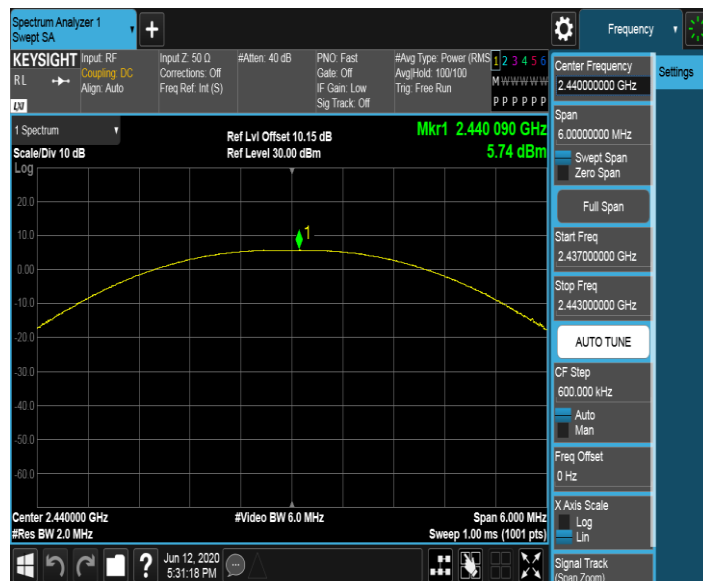 Spectrum Analyzer 1
Swept SA
Frequency
KEYSIGHT
Input: RF
Coupling: DC
Align: Auto
Input Z: 50 Ω
Corrections: Off
Freq Ref: Int (S)
#Atten: 40 dB
PNO: Fast
Gate: Off
IF Gain: Low
Sig Track: Off
#Avg Type: Power (RMS
Avg|Hold: 100/100
Trig: Free Run
1 2 3 4 5 6
M W W W W W
P P P P P P
RL
LXI
1 Spectrum
Scale/Div 10 dB
Ref Lvl Offset 10.15 dB
Ref Level 30.00 dBm
Mkr1 2.440 090 GHz
5.74 dBm
Log
20.0
10.0
0.00
-10.0
-20.0
-30.0
-40.0
-50.0
-60.0
1
Center 2.440000 GHz
#Res BW 2.0 MHz
#Video BW 6.0 MHz
Span 6.000 MHz
Sweep 1.00 ms (1001 pts)
Jun 12, 2020
5:31:18 PM
Center Frequency
2.440000000 GHz
Settings
Span
6.00000000 MHz
Swept Span
Zero Span
Full Span
Start Freq
2.437000000 GHz
Stop Freq
2.443000000 GHz
AUTO TUNE
CF Step
600.000 kHz
Auto
Man
Freq Offset
0 Hz
X Axis Scale
Log
Lin
Signal Track
(Span Zoom)